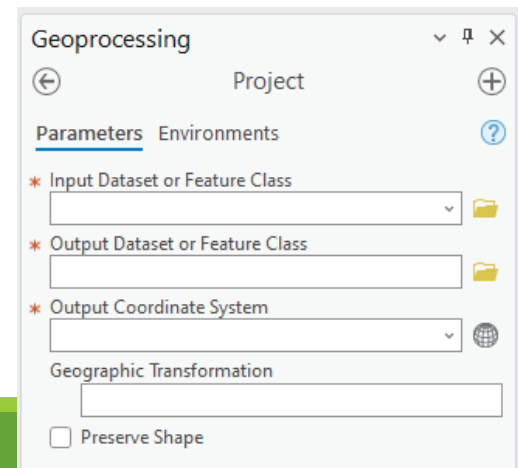 Geoprocessing
Project
Parameters Environments
* Input Dataset or Feature Class
* Output Dataset or Feature Class
* Output Coordinate System
Geographic Transformation
Preserve Shape